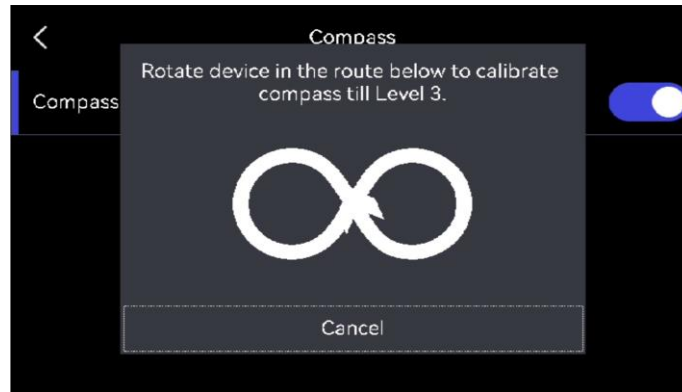 Compass
Rotate device in the route below to calibrate
compass till Level 3.
Compass
Cancel